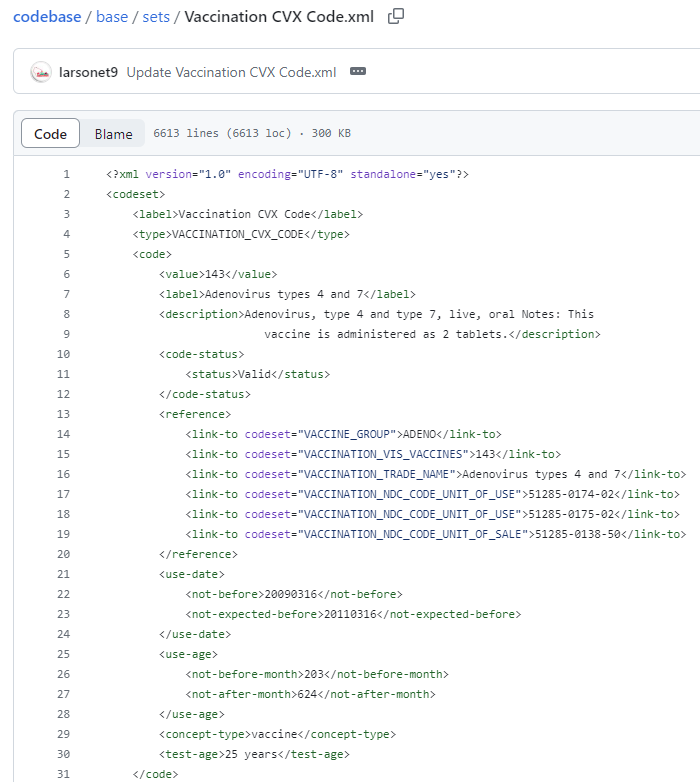 codebase / base / sets / Vaccination CVX Code.xml
larsonet9 Update Vaccination CVX Code.xml
Code Blame 6613 lines (6613 loc) · 300 KB
1 <?xml version="1.0" encoding="UTF-8" standalone="yes"?>
2 <codeset>
3 <label>Vaccination CVX Code</label>
4 <type>VACCINATION_CVX_CODE</type>
5 <code>
6 <value>143</value>
7 <label>Adenovirus types 4 and 7</label>
8 <description>Adenovirus, type 4 and type 7, live, oral Notes: This
9 vaccine is administered as 2 tablets.</description>
10 <code-status>
11 <status>Valid</status>
12 </code-status>
13 <reference>
14 <link-to codeset="VACCINE_GROUP">ADENO</link-to>
15 <link-to codeset="VACCINATION_VIS_VACCINES">143</link-to>
16 <link-to codeset="VACCINATION_TRADE_NAME">Adenovirus types 4 and 7</link-to>
17 <link-to codeset="VACCINATION_NDC_CODE_UNIT_OF_USE">51285-0174-02</link-to>
18 <link-to codeset="VACCINATION_NDC_CODE_UNIT_OF_USE">51285-0175-02</link-to>
19 <link-to codeset="VACCINATION_NDC_CODE_UNIT_OF_SALE">51285-0138-50</link-to>
20 </reference>
21 <use-date>
22 <not-before>20090316</not-before>
23 <not-expected-before>20110316</not-expected-before>
24 </use-date>
25 <use-age>
26 <not-before-month>203</not-before-month>
27 <not-after-month>624</not-after-month>
28 </use-age>
29 <concept-type>vaccine</concept-type>
30 <test-age>25 years</test-age>
31 </code>